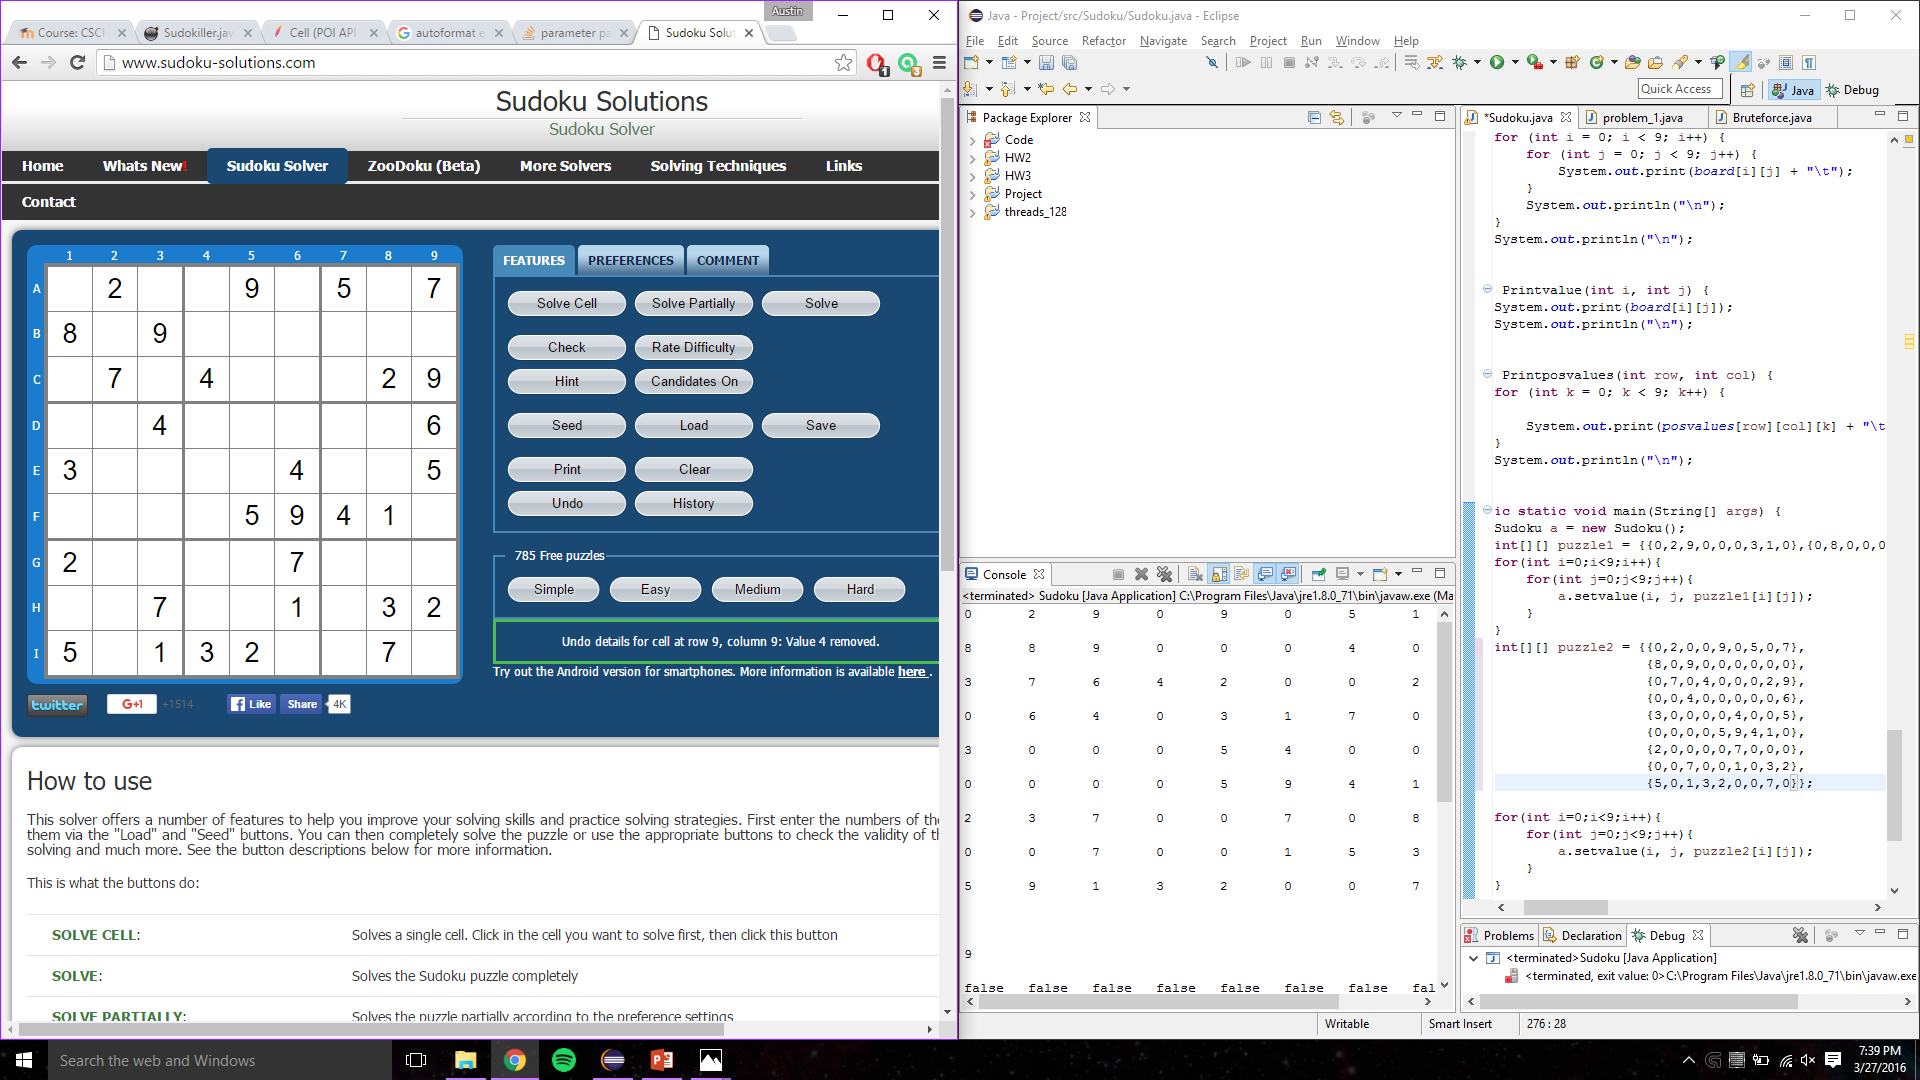 Austin
Course: CSC
Sudokiller.jav
Cell (POI API
autoformat e
parameter pa
Sudoku Solut
www.sudoku-solutions.com
1
3
Sudoku Solutions
Sudoku Solver
Home Whats New! Sudoku Solver ZooDoku (Beta) More Solvers Solving Techniques Links
Contact
1 2 3 4 5 6 7 8 9
A 2 9 5 7
B 8 9
C 7 4 2 9
D 4 6
E 3 4 5
F 5 9 4 1
G 2 7
H 7 1 3 2
I 5 1 3 2 7
FEATURES PREFERENCES COMMENT
Solve Cell Solve Partially Solve
Check Rate Difficulty
Hint Candidates On
Seed Load Save
Print Clear
Undo History
785 Free puzzles
Simple Easy Medium Hard
Undo details for cell at row 9, column 9: Value 4 removed.
Try out the Android version for smartphones. More information is available here .
twitter G+1 +1514 Like Share 4K
How to use
This solver offers a number of features to help you improve your solving skills and practice solving strategies. First enter the numbers of the
them via the "Load" and "Seed" buttons. You can then completely solve the puzzle or use the appropriate buttons to check the validity of th
solving and much more. See the button descriptions below for more information.
This is what the buttons do:
SOLVE CELL: Solves a single cell. Click in the cell you want to solve first, then click this button
SOLVE: Solves the Sudoku puzzle completely
SOLVE PARTIALLY: Solves the puzzle partially according to the preference settings
Java - Project/src/Sudoku/Sudoku.java - Eclipse
File Edit Source Refactor Navigate Search Project Run Window Help
Quick Access Java Debug
Package Explorer
Code
HW2
HW3
Project
threads_128
*Sudoku.java problem_1.java Bruteforce.java
for (int i = 0; i < 9; i++) {
for (int j = 0; j < 9; j++) {
System.out.print(board[i][j] + "\t");
}
System.out.println("\n");
}
System.out.println("\n");
Printvalue(int i, int j) {
System.out.print(board[i][j]);
System.out.println("\n");
Printposvalues(int row, int col) {
for (int k = 0; k < 9; k++) {
System.out.print(posvalues[row][col][k] + "\t
}
System.out.println("\n");
ic static void main(String[] args) {
Sudoku a = new Sudoku();
int[][] puzzle1 = {{0,2,9,0,0,0,3,1,0},{0,8,0,0,0
for(int i=0;i<9;i++){
for(int j=0;j<9;j++){
a.setvalue(i, j, puzzle1[i][j]);
}
}
int[][] puzzle2 = {{0,2,0,0,9,0,5,0,7},
{8,0,9,0,0,0,0,0,0},
{0,7,0,4,0,0,0,2,9},
{0,0,4,0,0,0,0,0,6},
{3,0,0,0,0,4,0,0,5},
{0,0,0,0,5,9,4,1,0},
{2,0,0,0,0,7,0,0,0},
{0,0,7,0,0,1,0,3,2},
{5,0,1,3,2,0,0,7,0}};
for(int i=0;i<9;i++){
for(int j=0;j<9;j++){
a.setvalue(i, j, puzzle2[i][j]);
}
}
Console
<terminated> Sudoku [Java Application] C:\Program Files\Java\jre1.8.0_71\bin\javaw.exe (Ma
0 2 9 0 9 0 5 1
8 8 9 0 0 0 4 0
3 7 6 4 2 0 0 2
0 6 4 0 3 1 7 0
3 0 0 0 5 4 0 0
0 0 0 0 5 9 4 1
2 3 7 0 0 7 0 8
0 0 7 0 0 1 5 3
5 9 1 3 2 0 0 7
9
false false false false false false false fal
Problems Declaration Debug
<terminated>Sudoku [Java Application]
<terminated, exit value: 0>C:\Program Files\Java\jre1.8.0_71\bin\javaw.exe
Writable Smart Insert 276 : 28
Search the web and Windows
7:39 PM
3/27/2016